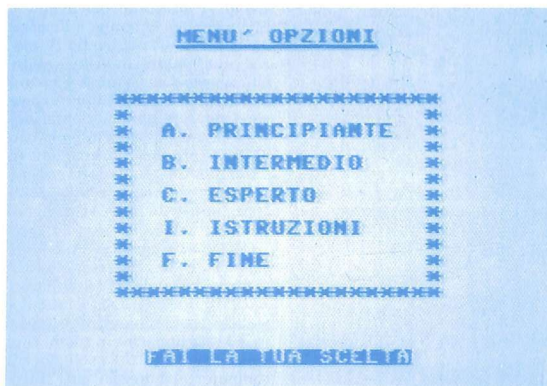 MENU' OPZIONI
A. PRINCIPIANTE
B. INTERMEDIO
C. ESPERTO
I. ISTRUZIONI
F. FINE
FAI LA TUA SCELTA